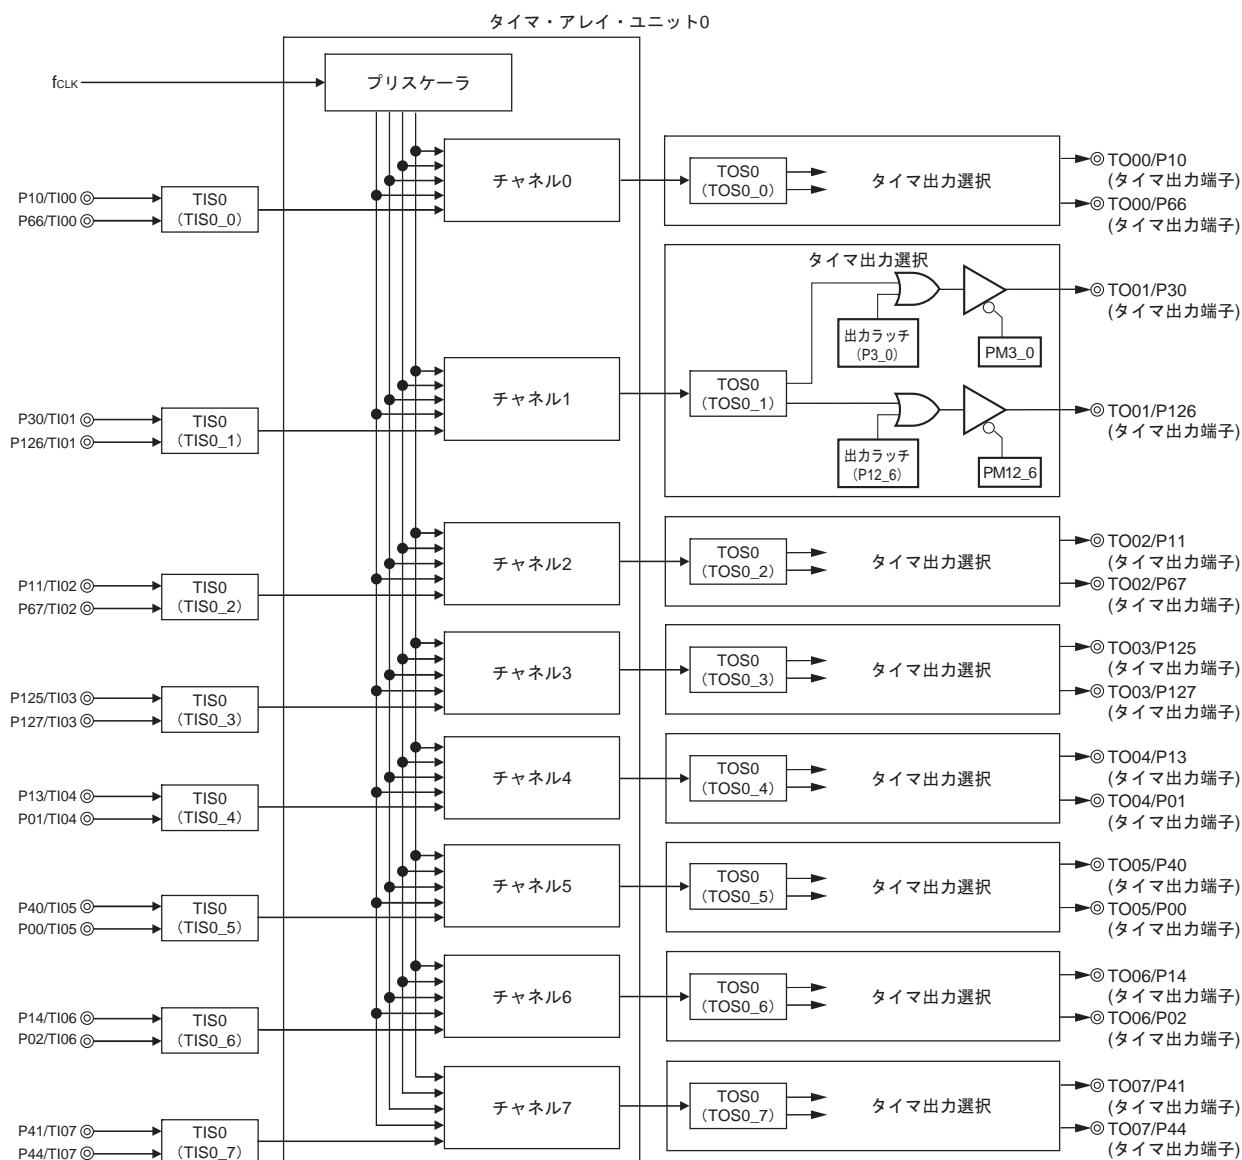 タイマ・アレイ・ユニット0
fCLK
プリスケーラ
P10/TI00
P66/TI00
TIS0
(TIS0_0)
チャネル0
TOS0
(TOS0_0)
タイマ出力選択
TO00/P10
(タイマ出力端子)
TO00/P66
(タイマ出力端子)
タイマ出力選択
出力ラッチ
(P3_0)
PM3_0
TO01/P30
(タイマ出力端子)
P30/TI01
P126/TI01
TIS0
(TIS0_1)
チャネル1
TOS0
(TOS0_1)
出力ラッチ
(P12_6)
PM12_6
TO01/P126
(タイマ出力端子)
P11/TI02
P67/TI02
TIS0
(TIS0_2)
チャネル2
TOS0
(TOS0_2)
タイマ出力選択
TO02/P11
(タイマ出力端子)
TO02/P67
(タイマ出力端子)
P125/TI03
P127/TI03
TIS0
(TIS0_3)
チャネル3
TOS0
(TOS0_3)
タイマ出力選択
TO03/P125
(タイマ出力端子)
TO03/P127
(タイマ出力端子)
P13/TI04
P01/TI04
TIS0
(TIS0_4)
チャネル4
TOS0
(TOS0_4)
タイマ出力選択
TO04/P13
(タイマ出力端子)
TO04/P01
(タイマ出力端子)
P40/TI05
P00/TI05
TIS0
(TIS0_5)
チャネル5
TOS0
(TOS0_5)
タイマ出力選択
TO05/P40
(タイマ出力端子)
TO05/P00
(タイマ出力端子)
P14/TI06
P02/TI06
TIS0
(TIS0_6)
チャネル6
TOS0
(TOS0_6)
タイマ出力選択
TO06/P14
(タイマ出力端子)
TO06/P02
(タイマ出力端子)
P41/TI07
P44/TI07
TIS0
(TIS0_7)
チャネル7
TOS0
(TOS0_7)
タイマ出力選択
TO07/P41
(タイマ出力端子)
TO07/P44
(タイマ出力端子)